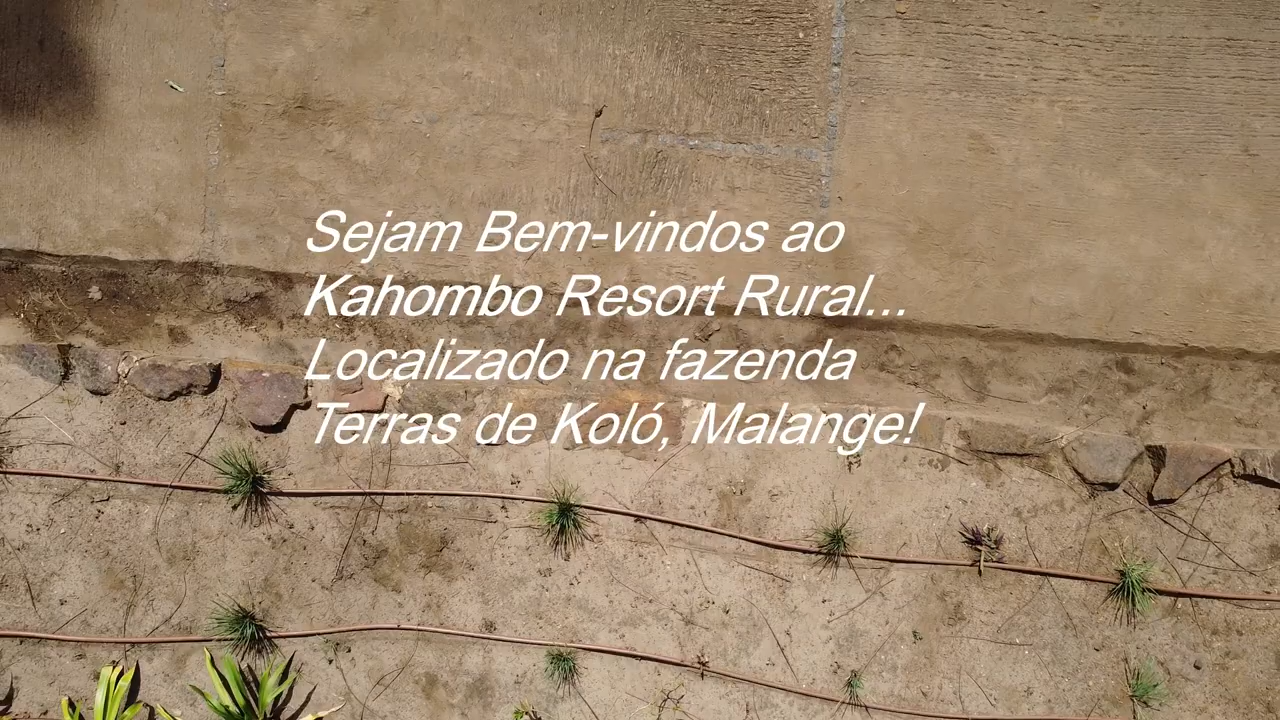 Sejam Bem-vindos ao
Kahombo Resort Rural...
Localizado na fazenda
Terras de Koló, Malange!